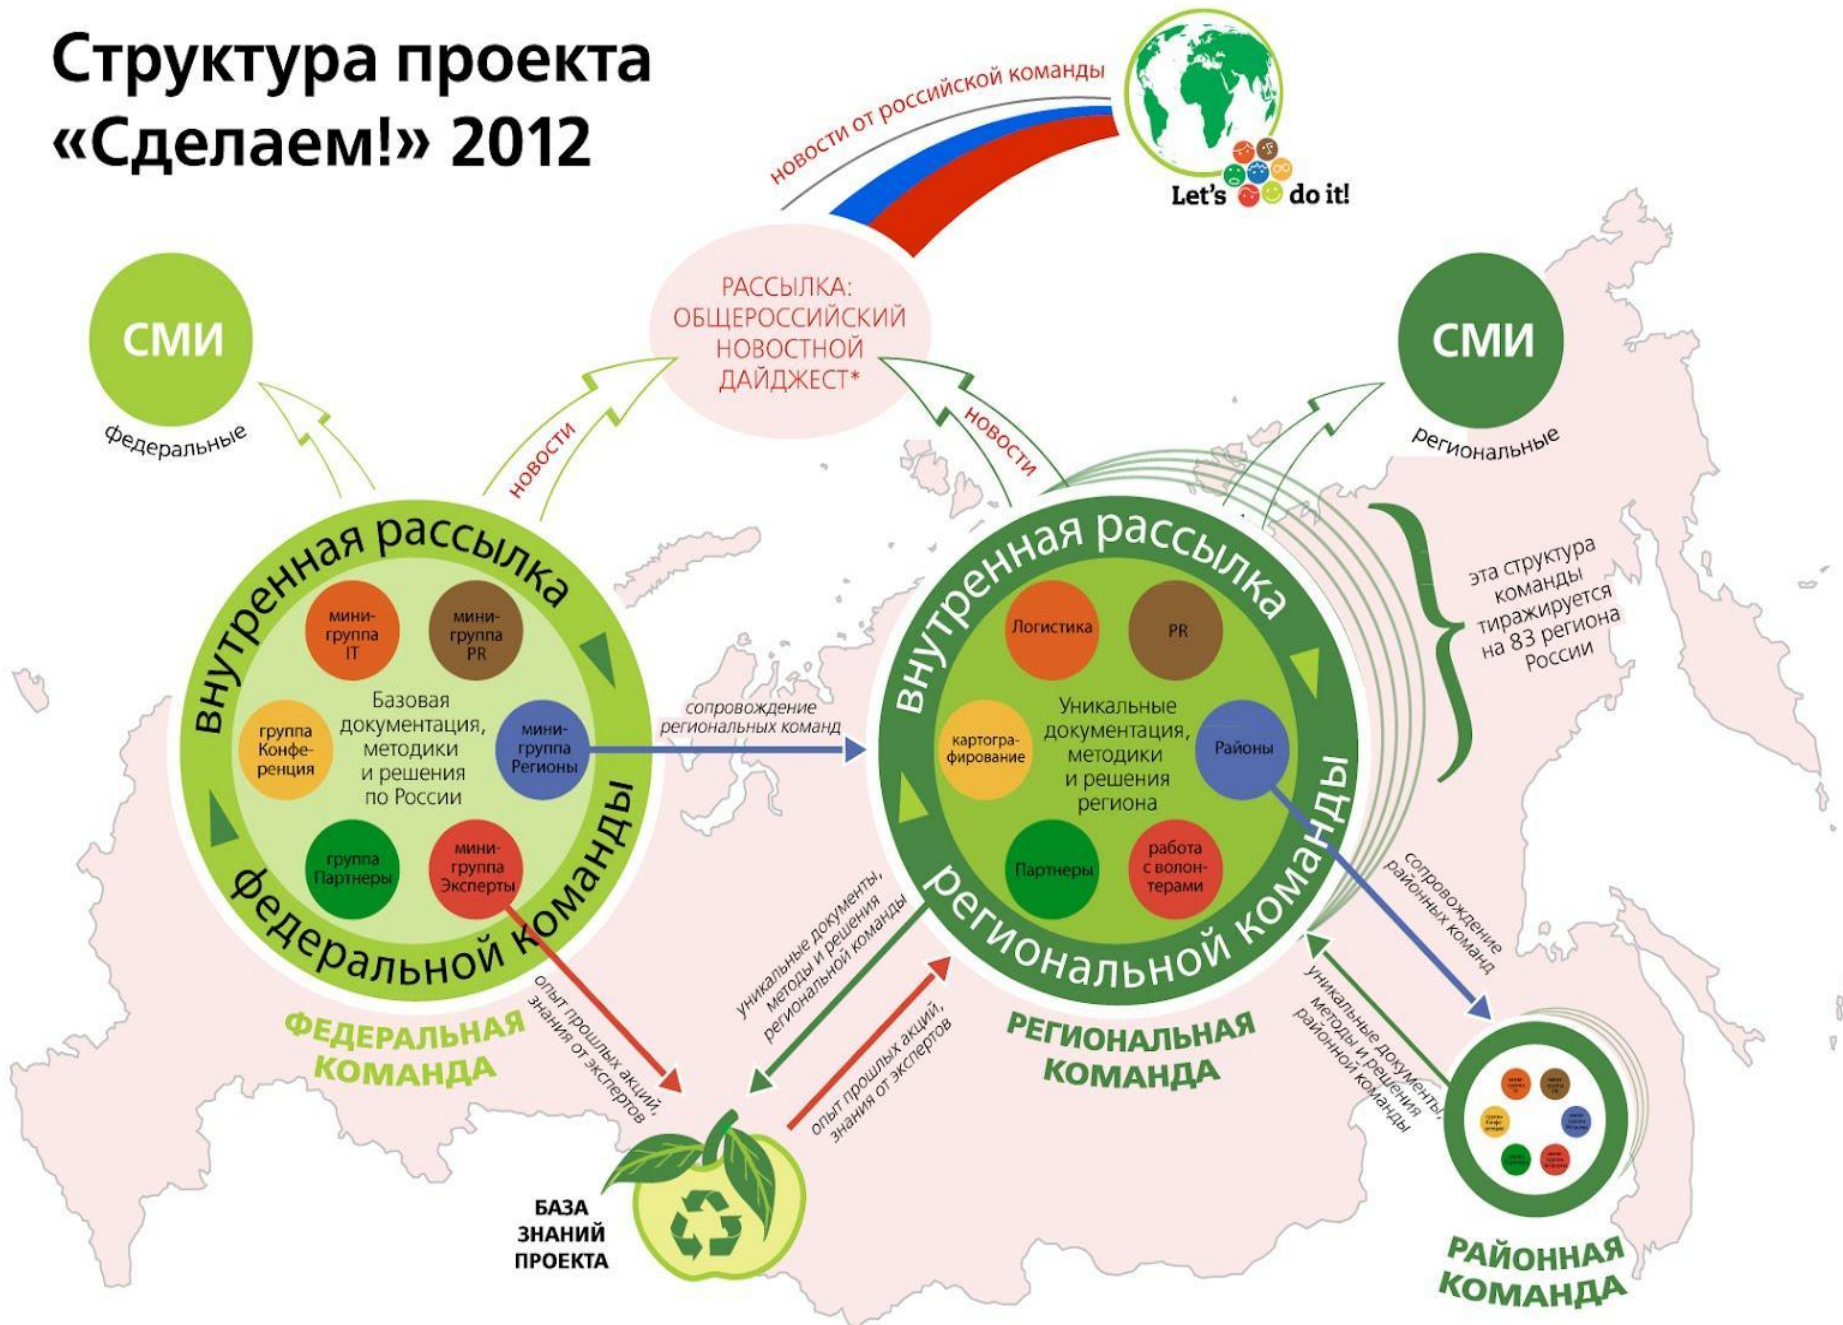 Структура проекта
«Сделаем!» 2012
новости от российской команды
Let's do it!
СМИ
федеральные
РАССЫЛКА:
ОБЩЕРОССИЙСКИЙ
НОВОСТНОЙ
ДАЙДЖЕСТ*
СМИ
региональные
новости
новости
внутренная рассылка
федеральной команды
мини-
группа
IT
мини-
группа
PR
группа
Конфе-
ренция
Базовая
документация,
методики
и решения
по России
мини-
группа
Регионы
группа
Партнеры
мини-
группа
Эксперты
ФЕДЕРАЛЬНАЯ
КОМАНДА
сопровождение
региональных команд
внутренная рассылка
региональной команды
Логистика
PR
картогра-
фирование
Уникальные
документация,
методики
и решения
региона
Районы
Партнеры
работа
с волон-
терами
РЕГИОНАЛЬНАЯ
КОМАНДА
эта структура
команды
тиражируется
на 83 региона
России
опыт прошлых акций,
знания от экспертов
уникальные документы,
методы и решения
региональной команды
опыт прошлых акций,
знания от экспертов
сопровождение
районных команд
уникальные документы,
методы и решения
районной команды
БАЗА
ЗНАНИЙ
ПРОЕКТА
РАЙОННАЯ
КОМАНДА